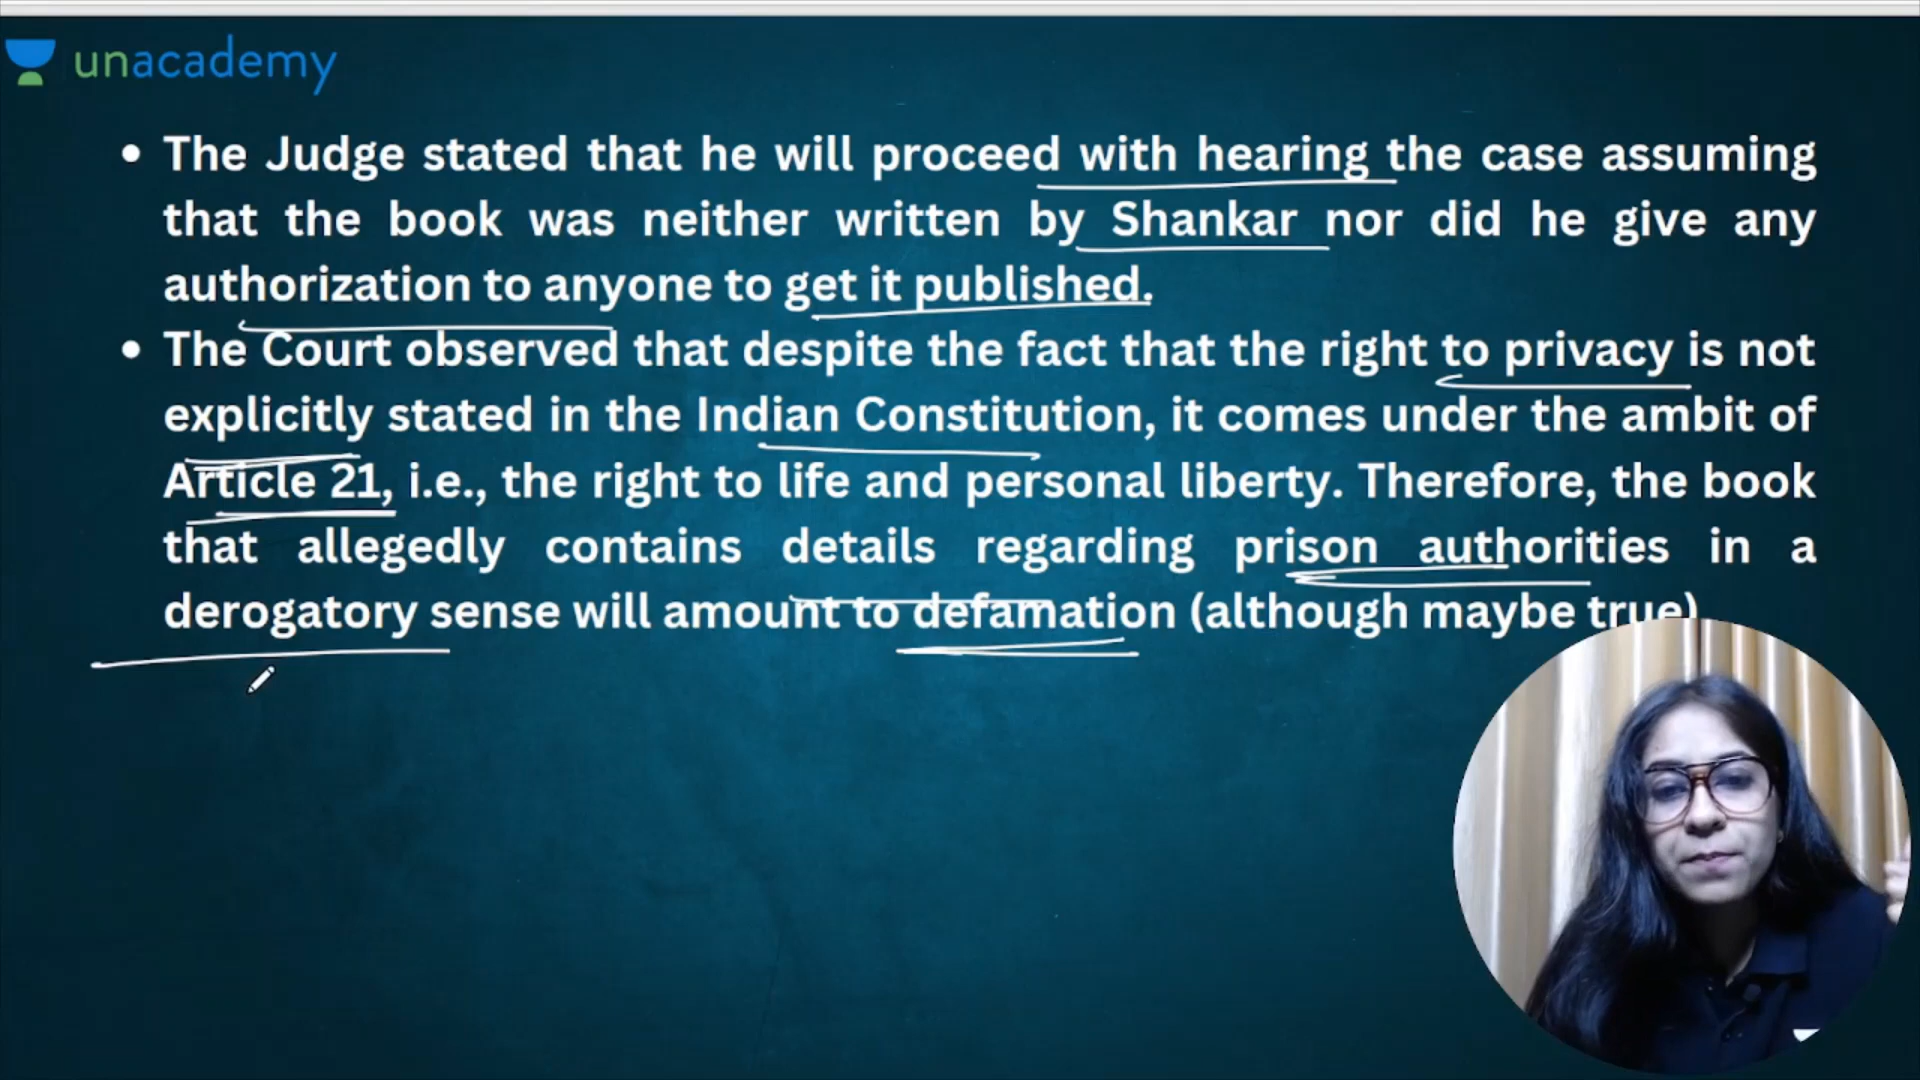 unacademy
• The Judge stated that he will proceed with hearing the case assuming
that the book was neither written by Shankar nor did he give any
authorization to anyone to get it published.
• The Court observed that despite the fact that the right to privacy is not
explicitly stated in the Indian Constitution, it comes under the ambit of
Article 21, i.e., the right to life and personal liberty. Therefore, the book
that allegedly contains details regarding prison authorities in a
derogatory sense will amount to defamation (although maybe true)